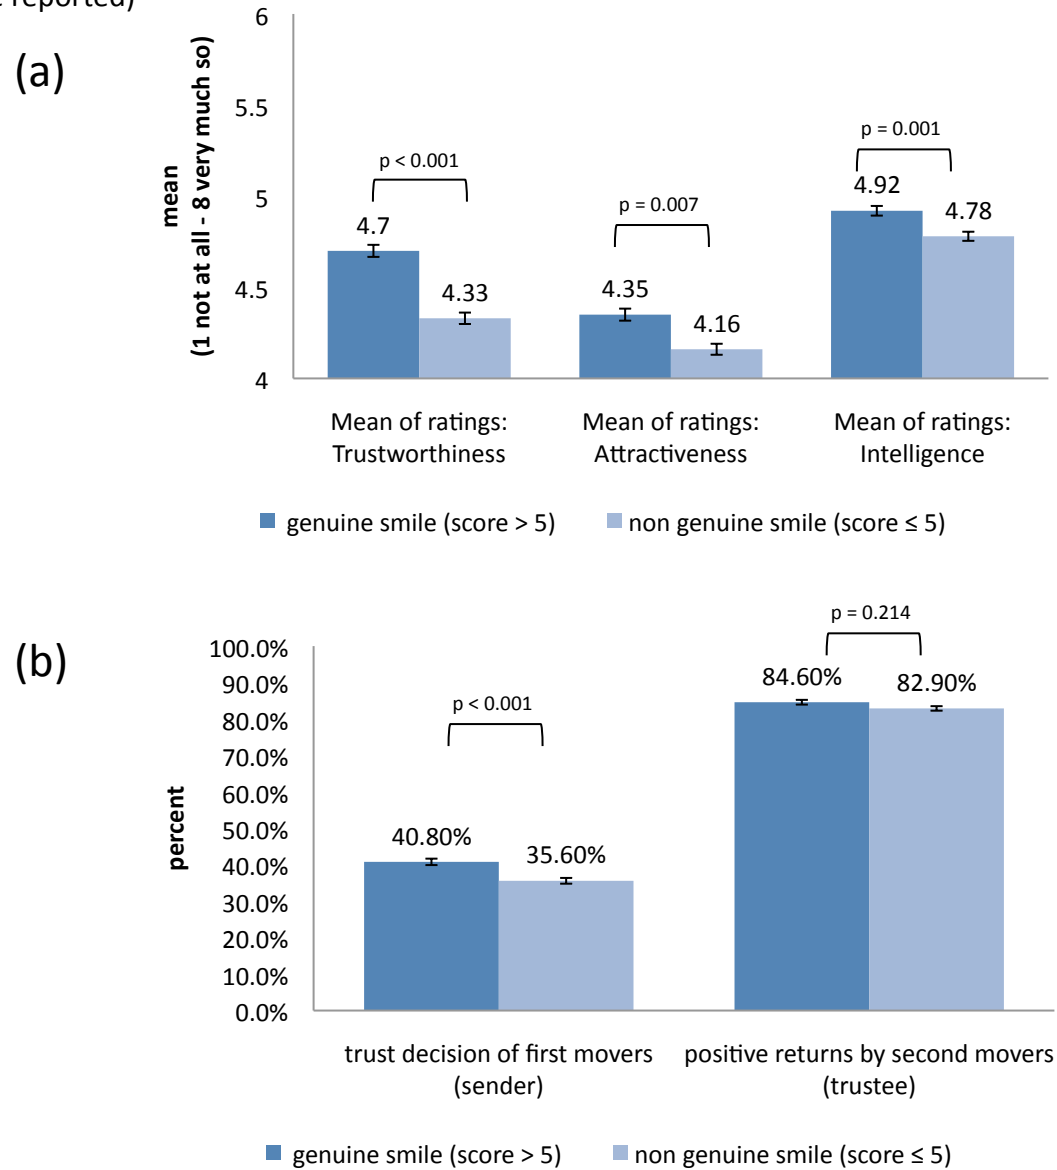 reported)
(a)
mean
(1 not at all - 8 very much so)
6
5.5
5
4.5
4
p < 0.001
4.7
4.33
p = 0.007
4.35
4.16
p = 0.001
4.92
4.78
Mean of ratings:
Trustworthiness
Mean of ratings:
Attractiveness
Mean of ratings:
Intelligence
genuine smile (score > 5)
non genuine smile (score ≤ 5)
(b)
percent
100.0%
90.0%
80.0%
70.0%
60.0%
50.0%
40.0%
30.0%
20.0%
10.0%
0.0%
p < 0.001
40.80%
35.60%
p = 0.214
84.60%
82.90%
trust decision of first movers
(sender)
positive returns by second movers
(trustee)
genuine smile (score > 5)
non genuine smile (score ≤ 5)